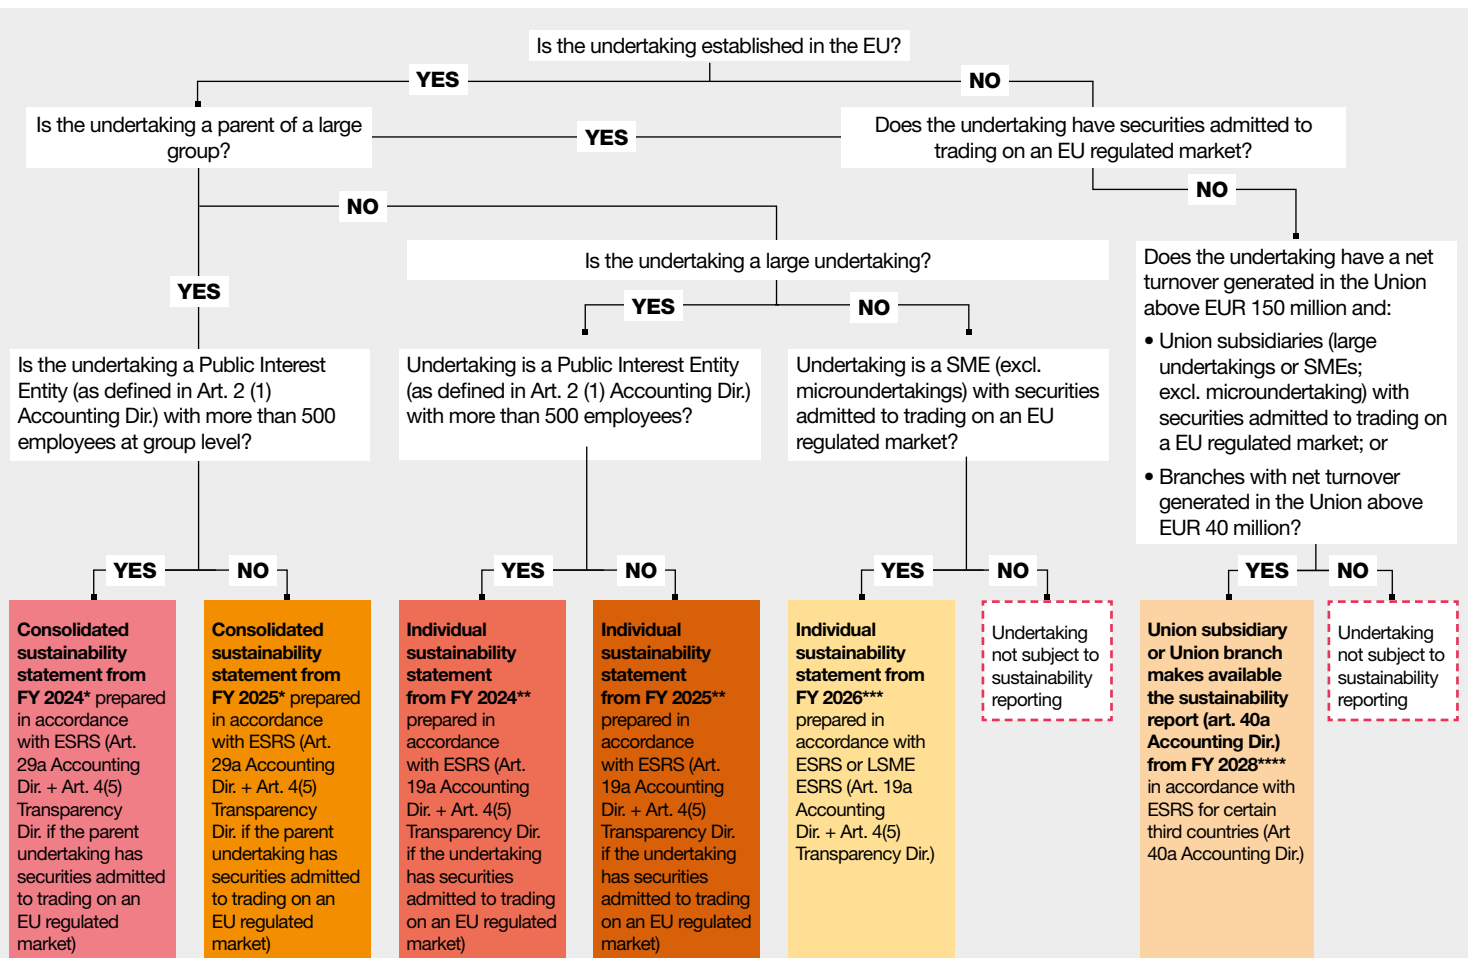 Is the undertaking established in the EU?
YES
NO
Is the undertaking a parent of a large
group?
YES
Does the undertaking have securities admitted to
trading on an EU regulated market?
NO
NO
Is the undertaking a large undertaking?
Does the undertaking have a net
turnover generated in the Union
above EUR 150 million and:
• Union subsidiaries (large
undertakings or SMEs;
excl. microundertaking) with
securities admitted to trading on
a EU regulated market; or
• Branches with net turnover
generated in the Union above
EUR 40 million?
YES
YES
NO
Is the undertaking a Public Interest
Entity (as defined in Art. 2 (1)
Accounting Dir.) with more than 500
employees at group level?
Undertaking is a Public Interest Entity
(as defined in Art. 2 (1) Accounting Dir.)
with more than 500 employees?
Undertaking is a SME (excl.
microundertakings) with securities
admitted to trading on an EU
regulated market?
YES
NO
YES
NO
YES
NO
YES
NO
Consolidated
sustainability
statement from
FY 2024* prepared
in accordance
with ESRS (Art.
29a Accounting
Dir. + Art. 4(5)
Transparency
Dir. if the parent
undertaking has
securities admitted
to trading on an
EU regulated
market)
Consolidated
sustainability
statement from
FY 2025* prepared
in accordance
with ESRS (Art.
29a Accounting
Dir. + Art. 4(5)
Transparency
Dir. if the parent
undertaking has
securities admitted
to trading on an
EU regulated
market)
Individual
sustainability
statement
from FY 2024**
prepared in
accordance
with ESRS (Art.
19a Accounting
Dir. + Art. 4(5)
Transparency Dir.
if the undertaking
has securities
admitted to trading
on an EU regulated
market)
Individual
sustainability
statement
from FY 2025**
prepared in
accordance
with ESRS (Art.
19a Accounting
Dir. + Art. 4(5)
Transparency Dir.
if the undertaking
has securities
admitted to trading
on an EU regulated
market)
Individual
sustainability
statement from
FY 2026***
prepared in
accordance with
ESRS or LSME
ESRS (Art. 19a
Accounting
Dir. + Art. 4(5)
Transparency Dir.)
Undertaking
not subject to
sustainability
reporting
Union subsidiary
or Union branch
makes available
the sustainability
report (art. 40a
Accounting Dir.)
from FY 2028****
in accordance with
ESRS for certain
third countries (Art
40a Accounting Dir.)
Undertaking
not subject to
sustainability
reporting